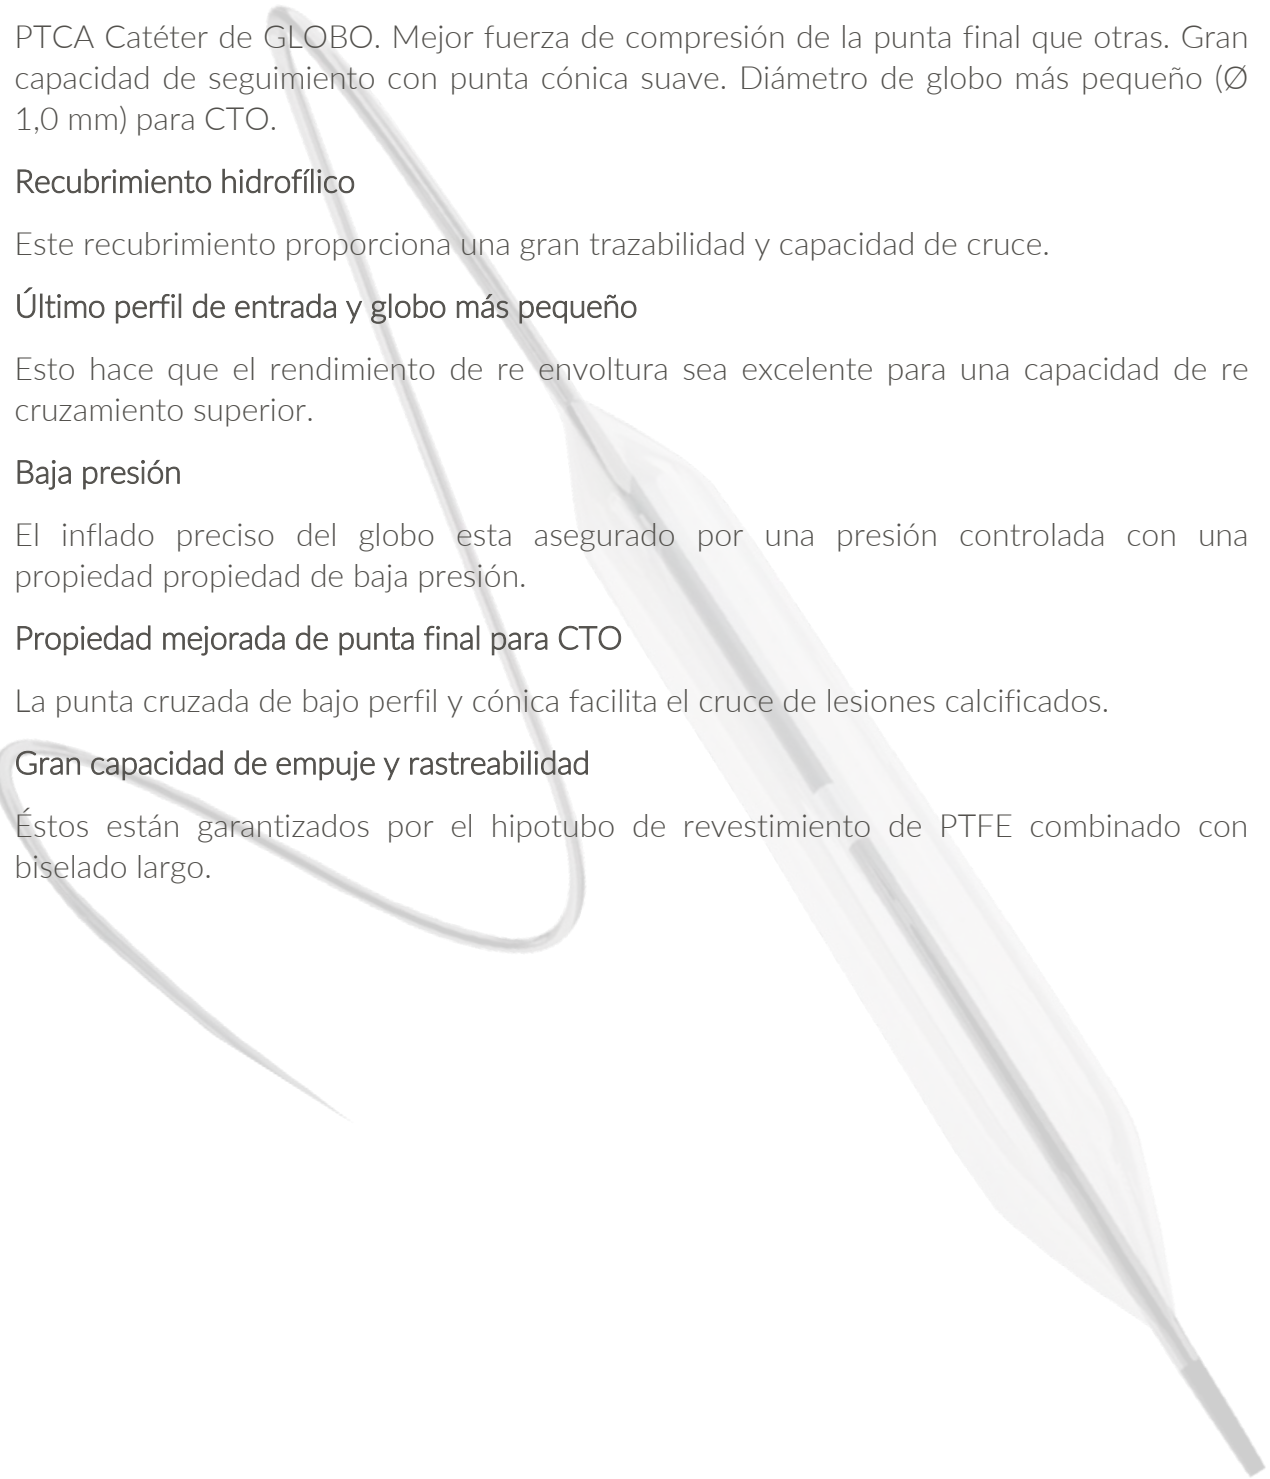 PTCA Catéter de GLOBO. Mejor fuerza de compresión de la punta final que otras. Gran
capacidad de seguimiento con punta cónica suave. Diámetro de globo más pequeño (Ø
1,0 mm) para CTO.
Recubrimiento hidrofílico
Este recubrimiento proporciona una gran trazabilidad y capacidad de cruce.
Último perfil de entrada y globo más pequeño
Esto hace que el rendimiento de re envoltura sea excelente para una capacidad de re
cruzamiento superior.
Baja presión
El inflado preciso del globo esta asegurado por una presión controlada con una
propiedad propiedad de baja presión.
Propiedad mejorada de punta final para CTO
La punta cruzada de bajo perfil y cónica facilita el cruce de lesiones calcificados.
Gran capacidad de empuje y rastreabilidad
Éstos están garantizados por el hipotubo de revestimiento de PTFE combinado con
biselado largo.